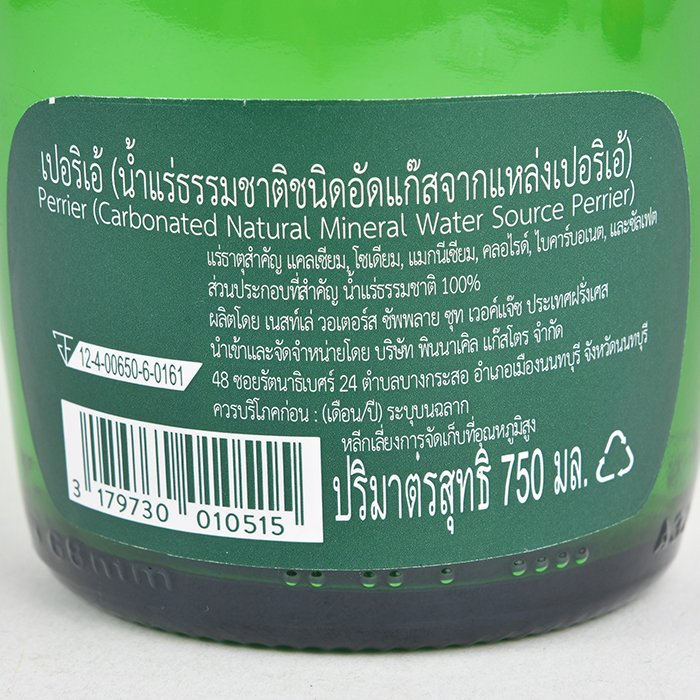 เปอริเอ้ (น้ำแร่ธรรมชาติชนิดอัดแก๊สจากแหล่งเปอริเอ้)
Perrier (Carbonated Natural Mineral Water Source Perrier)
แร่ธาตุสำคัญ แคลเซียม, โซเดียม, แมกนีเซียม, คลอไรด์, ไบคาร์บอเนต, และซัลเฟต
ส่วนประกอบที่สำคัญ น้ำแร่ธรรมชาติ 100%
ผลิตโดย เนสท์เล่ วอเตอร์ส ซัพพลาย ซุท เวอค์แจ๊ซ ประเทศฝรั่งเศส
นำเข้าและจัดจำหน่ายโดย บริษัท พินนาเคิล แก๊สโตร จำกัด
48 ซอยรัตนาธิเบศร์ 24 ตำบลบางกระสอ อำเภอเมืองนนทบุรี จังหวัดนนทบุรี
ควรบริโภคก่อน : (เดือน/ปี) ระบุบนฉลาก
12-4-00650-6-0161
หลีกเลี่ยงการจัดเก็บที่อุณหภูมิสูง
ปริมาตรสุทธิ 750 มล.
3 179730 010515
68mm